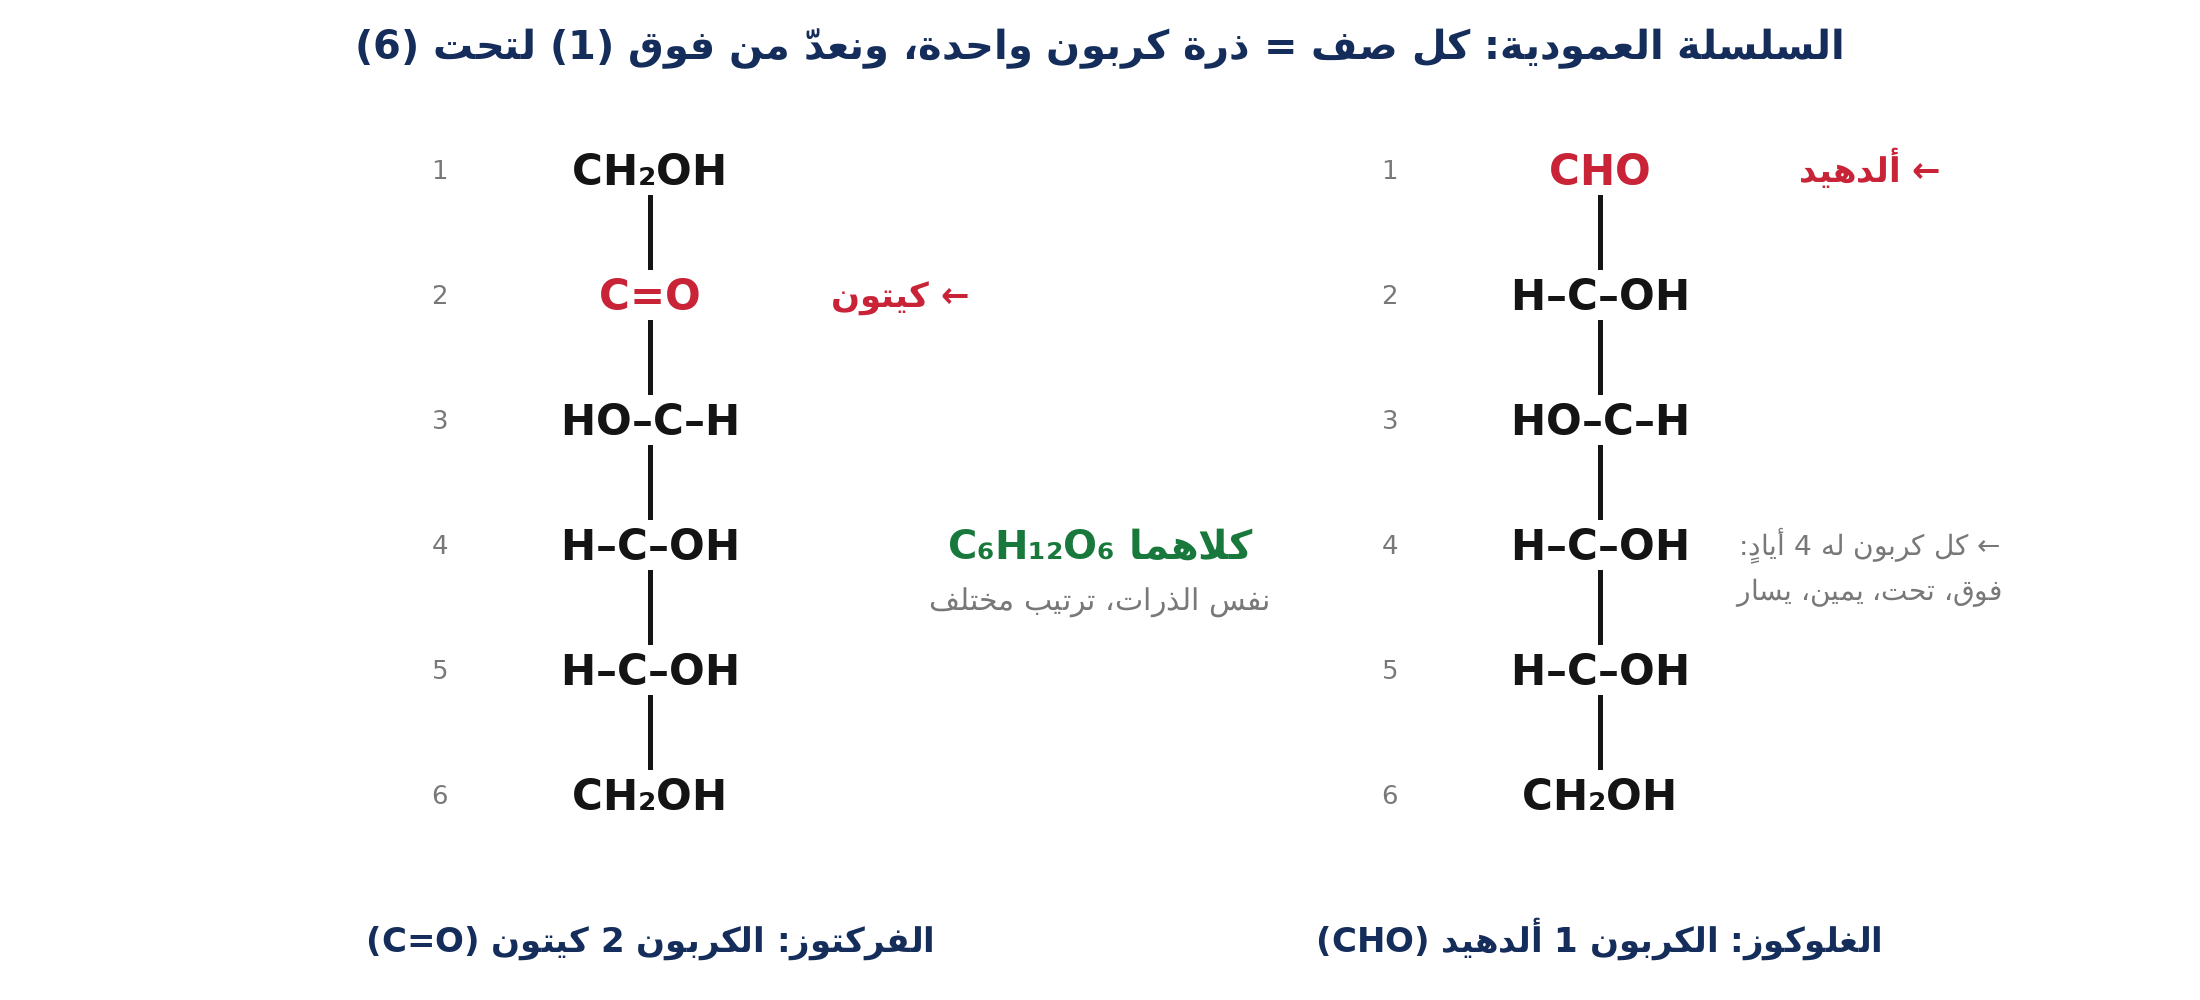 السلسلة العمودية: كل صف = ذرة كربون واحدة، ونعدّ من فوق (1) لتحت (6)
1 CHO ← ألدهيد
2 H–C–OH
3 HO–C–H
4 H–C–OH ← كل كربون له 4 أيادٍ:
فوق، تحت، يمين، يسار
5 H–C–OH
6 CH₂OH
الغلوكوز: الكربون 1 ألدهيد (CHO)
كلاهما C₆H₁₂O₆
نفس الذرات، ترتيب مختلف
1 CH₂OH
2 C=O ← كيتون
3 HO–C–H
4 H–C–OH
5 H–C–OH
6 CH₂OH
الفركتوز: الكربون 2 كيتون (C=O)